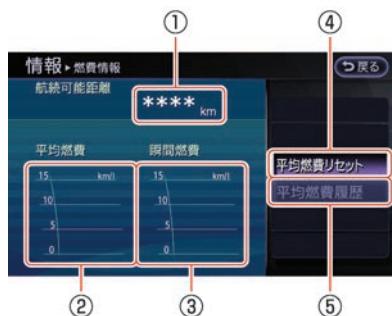 ① ④
情報▸燃費情報 戻る
航続可能距離
**** km
平均燃費 瞬間燃費
平均燃費リセット
平均燃費履歴
15 km/l 15 km/l
10 10
5 5
0 0
② ③ ⑤